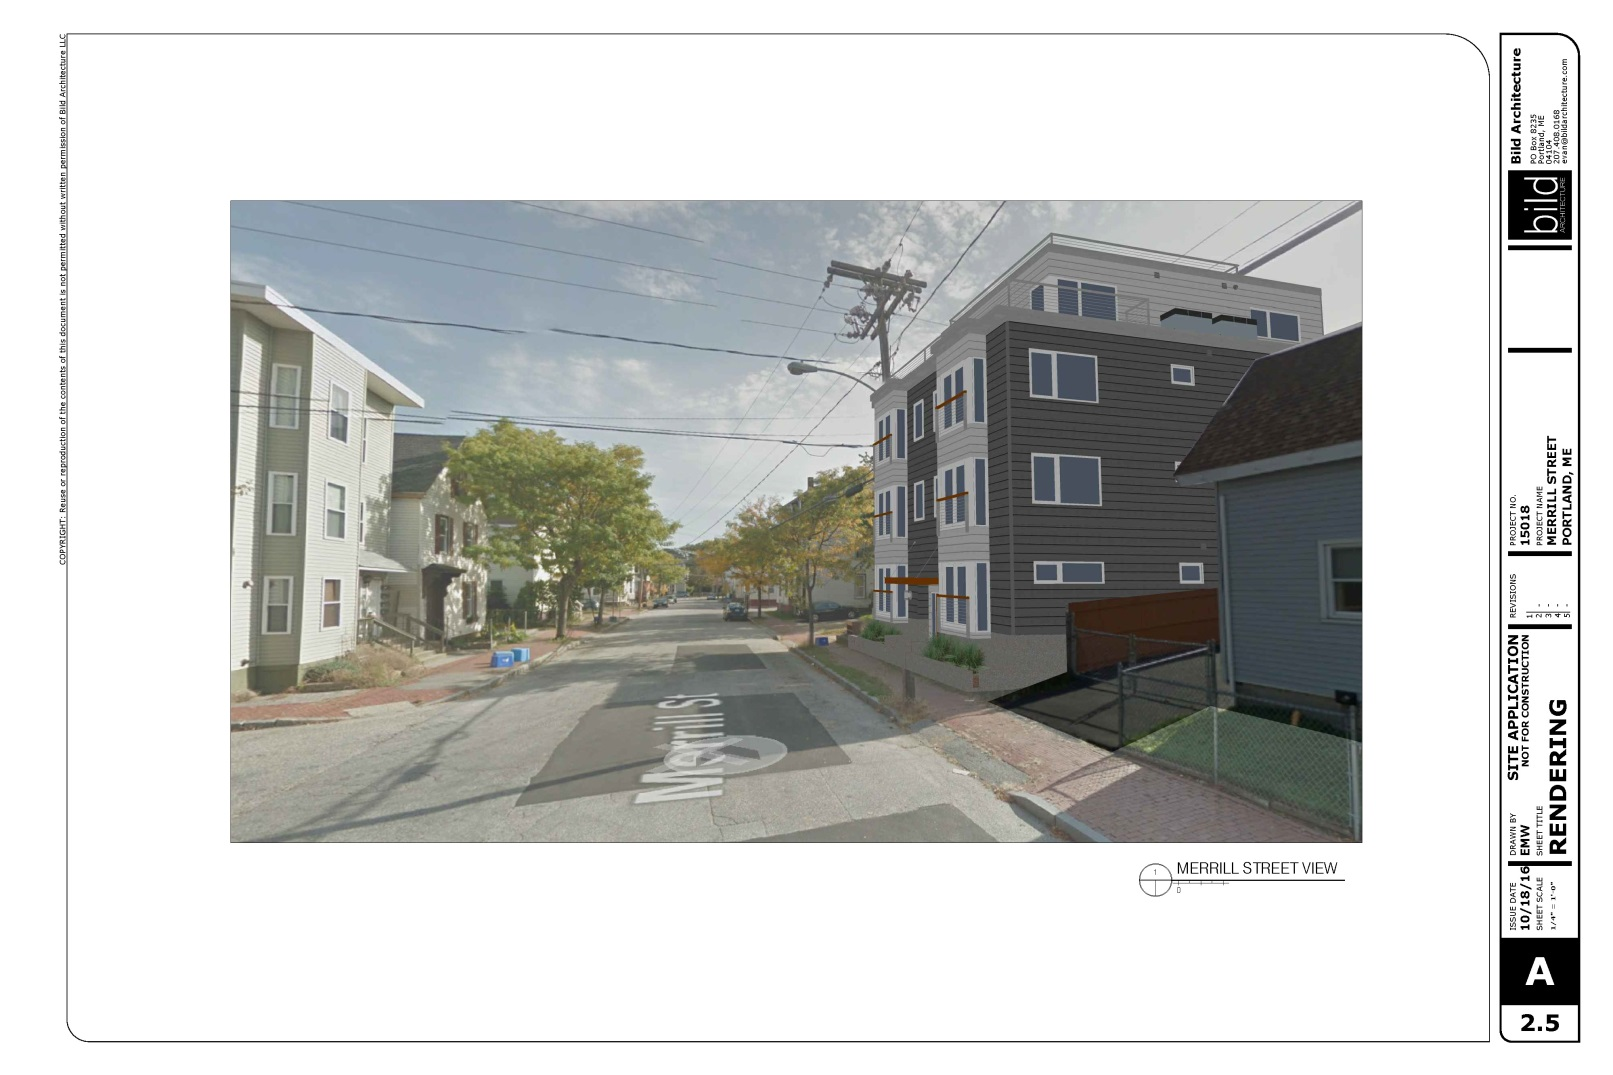 COPYRIGHT: Reuse or reproduction of the contents of this document is not permitted without written permission of Bild Architecture LLC
Merrill St
1
MERRILL STREET VIEW
0
Bild Architecture
PO Box 8235
Portland, ME
04104
207.408.0168
evan@bildarchitecture.com
bild
ARCHITECTURE
PROJECT NO.
15018
PROJECT NAME
MERRILL STREET
PORTLAND, ME
REVISIONS
1 -
2 -
3 -
4 -
5 -
SITE APPLICATION
NOT FOR CONSTRUCTION
DRAWN BY
EMW
SHEET TITLE
RENDERING
ISSUE DATE
10/18/16
SHEET SCALE
1/4" = 1'-0"
A
2.5